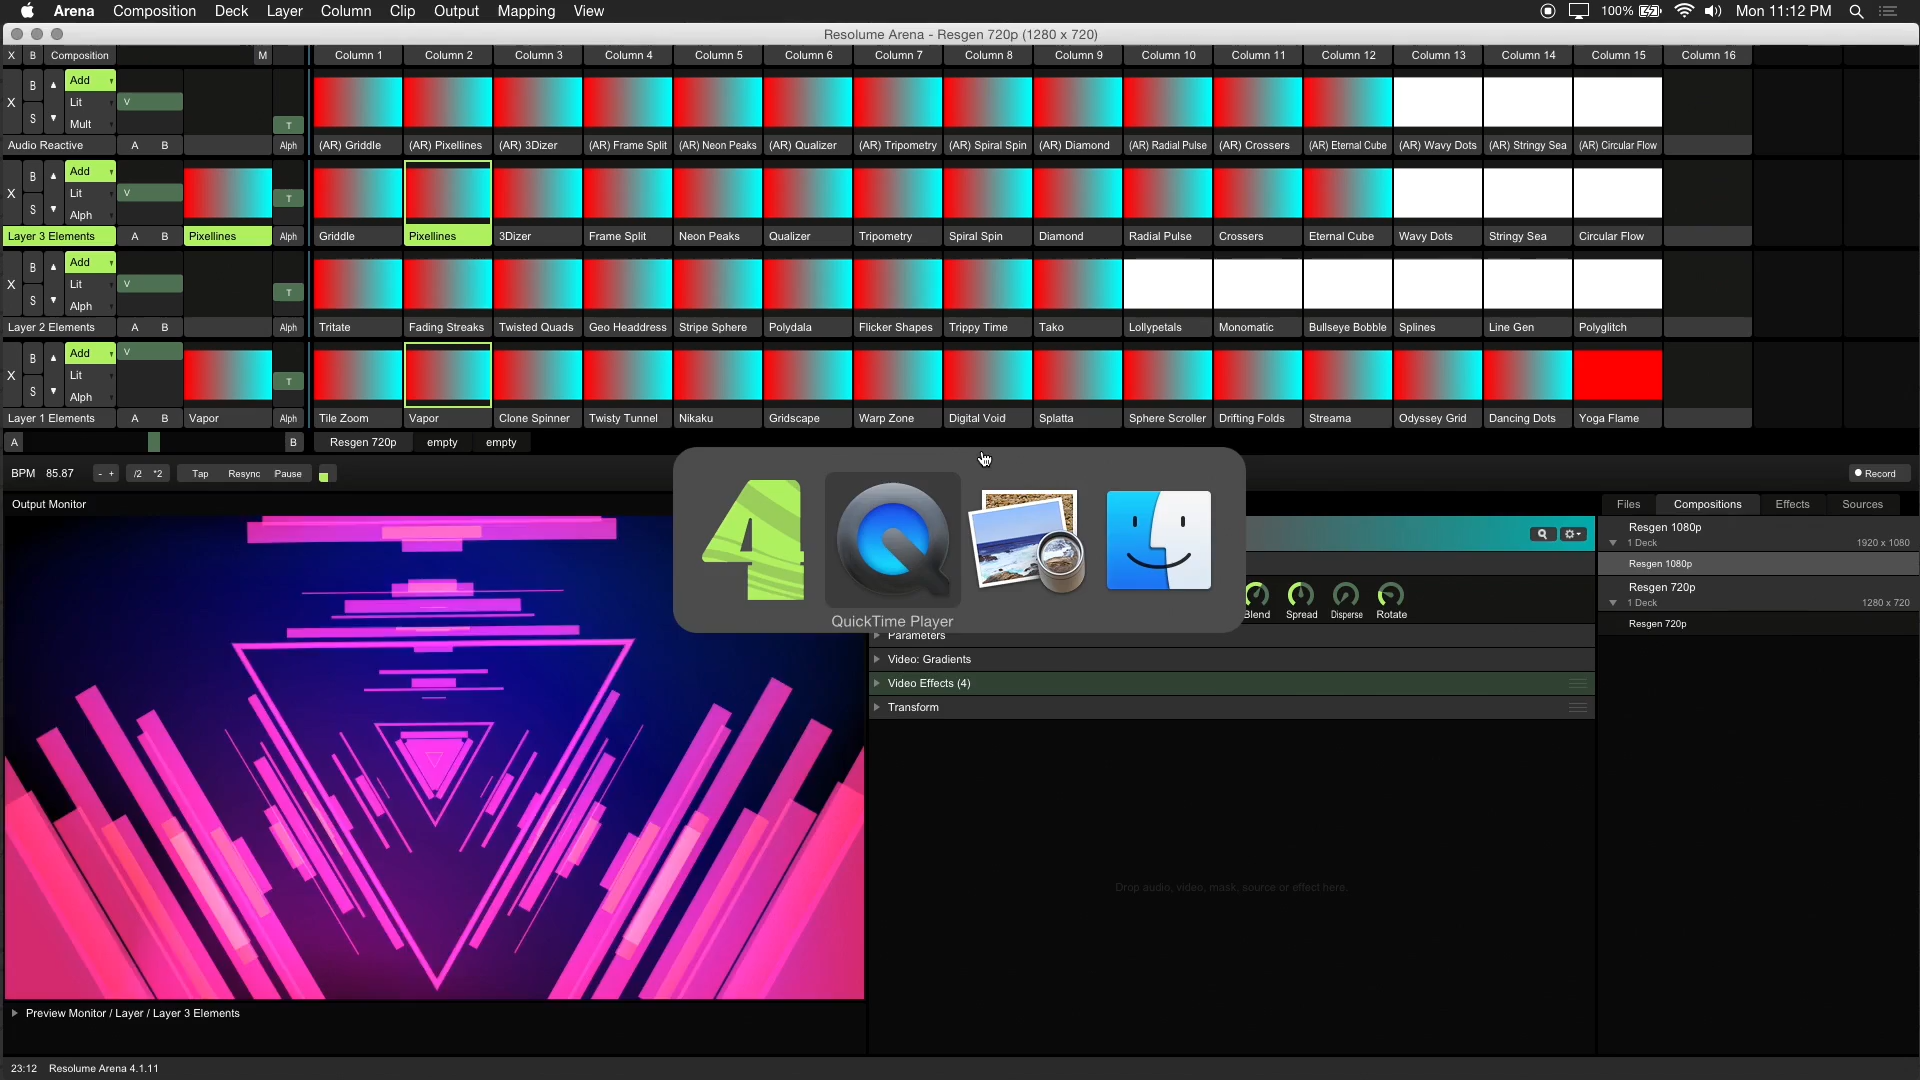 Arena Composition Deck Layer Column Clip Output Mapping View 100% Mon 11:12 PM
Resolume Arena - Resgen 720p (1280 x 720)
X B Composition M Column 1 Column 2 Column 3 Column 4 Column 5 Column 6 Column 7 Column 8 Column 9 Column 10 Column 11 Column 12 Column 13 Column 14 Column 15 Column 16
B Add
X Lit V
S Mult T
Audio Reactive A B Alph (AR) Griddle (AR) Pixellines (AR) 3Dizer (AR) Frame Split (AR) Neon Peaks (AR) Qualizer (AR) Tripometry (AR) Spiral Spin (AR) Diamond (AR) Radial Pulse (AR) Crossers (AR) Eternal Cube (AR) Wavy Dots (AR) Stringy Sea (AR) Circular Flow
B Add
X Lit V T
S Alph
Layer 3 Elements A B Pixellines Alph Griddle Pixellines 3Dizer Frame Split Neon Peaks Qualizer Tripometry Spiral Spin Diamond Radial Pulse Crossers Eternal Cube Wavy Dots Stringy Sea Circular Flow
B Add
X Lit V T
S Alph
Layer 2 Elements A B Alph Tritate Fading Streaks Twisted Quads Geo Headdress Stripe Sphere Polydala Flicker Shapes Trippy Time Tako Lollypetals Monomatic Bullseye Bobble Splines Line Gen Polyglitch
B Add V
X Lit T
S Alph
Layer 1 Elements A B Vapor Alph Tile Zoom Vapor Clone Spinner Twisty Tunnel Nikaku Gridscape Warp Zone Digital Void Splatta Sphere Scroller Drifting Folds Streama Odyssey Grid Dancing Dots Yoga Flame
A B Resgen 720p empty empty
BPM 85.87 - + /2 *2 Tap Resync Pause Record
Output Monitor Files Compositions Effects Sources
Resgen 1080p
1 Deck 1920 x 1080
Resgen 1080p
Resgen 720p
1 Deck 1280 x 720
Resgen 720p
4
QuickTime Player
Blend Spread Disperse Rotate
Parameters
Video: Gradients
Video Effects (4)
Transform
Drop audio, video, mask, source or effect here.
Preview Monitor / Layer / Layer 3 Elements
23:12 Resolume Arena 4.1.11